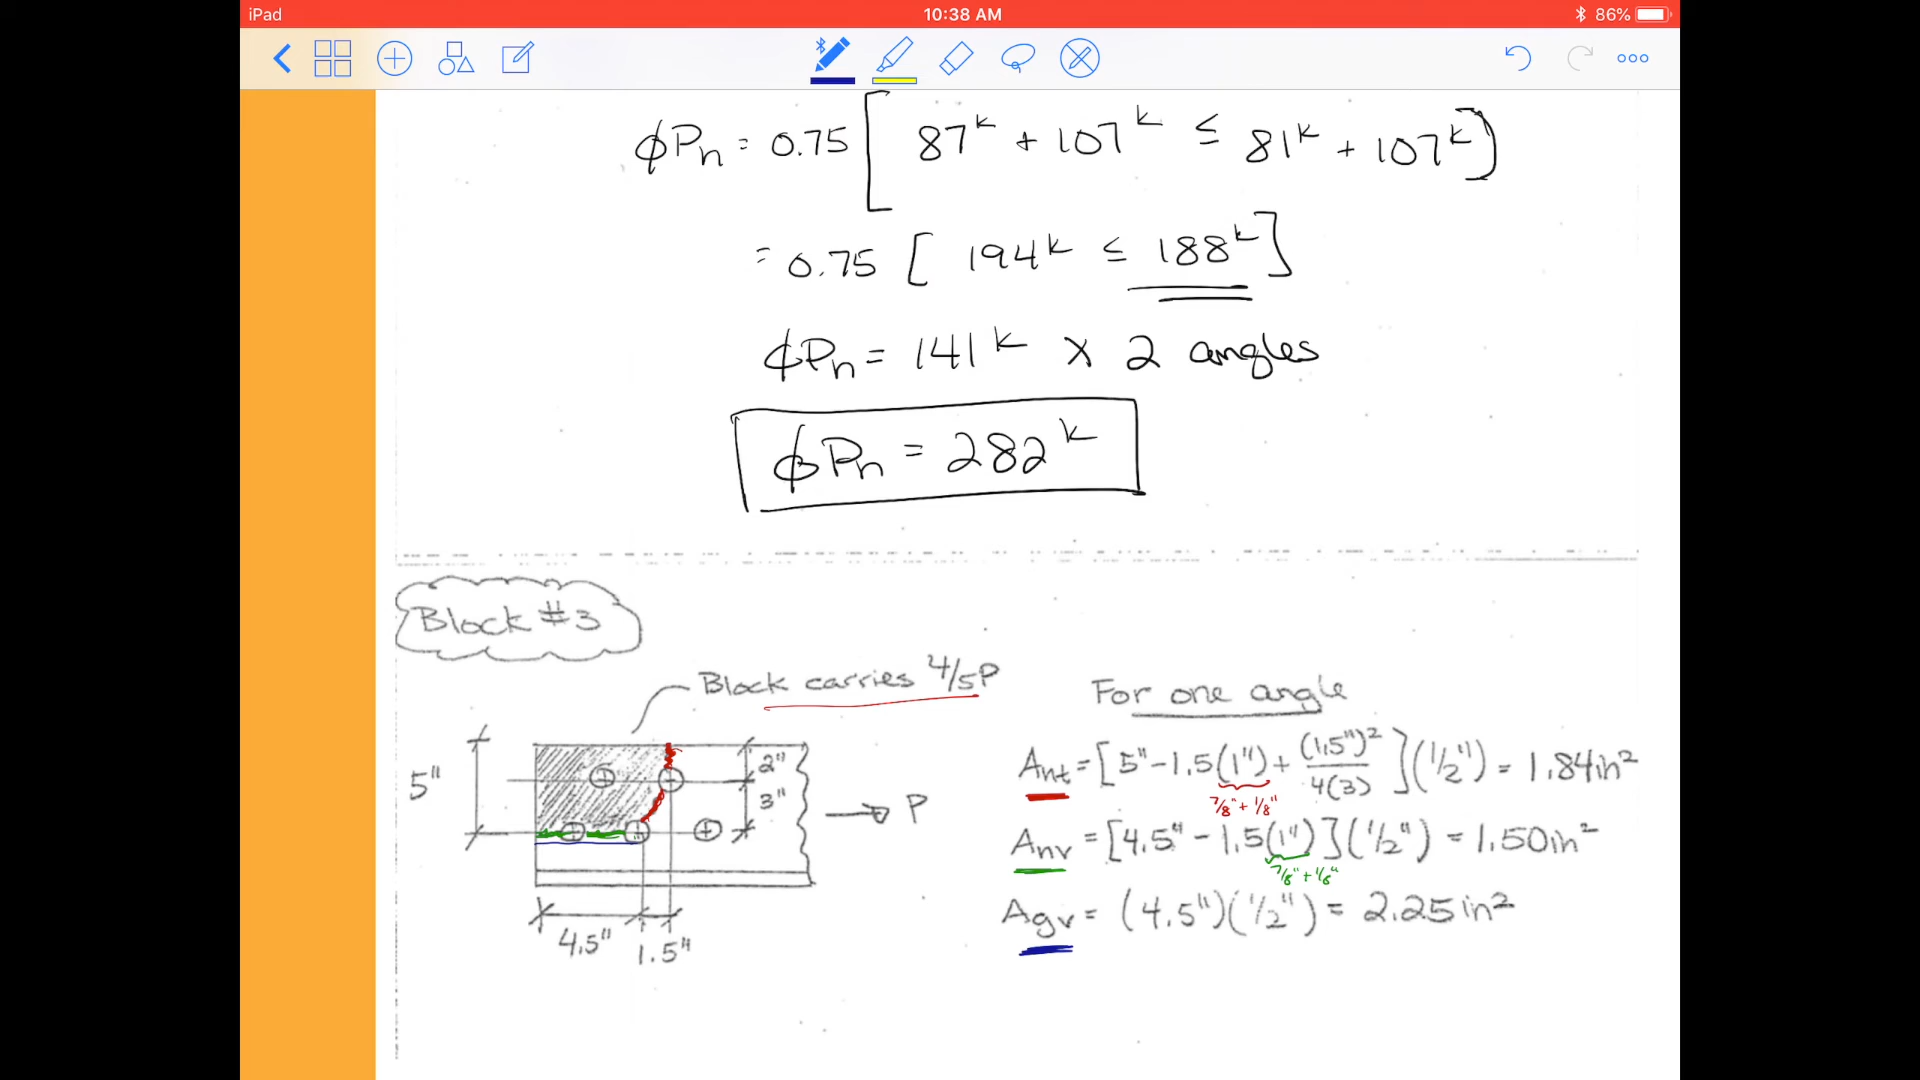 iPad 10:38 AM 86%
ϕPn = 0.75 [ 87ᵏ + 107ᵏ ≤ 81ᵏ + 107ᵏ ]
= 0.75 [ 194ᵏ ≤ 188ᵏ ]
ϕPn = 141ᵏ x 2 angles
ϕPn = 282ᵏ
Block #3
Block carries 4/5P
5"
2"
3"
P
4.5"
1.5"
For one angle
Ant = [5" - 1.5(1") + (1.5")²/4(3)](1/2") = 1.84in²
7/8" + 1/8"
Anv = [4.5" - 1.5(1")](1/2") = 1.50in²
7/8" + 1/8"
Agv = (4.5")(1/2") = 2.25in²